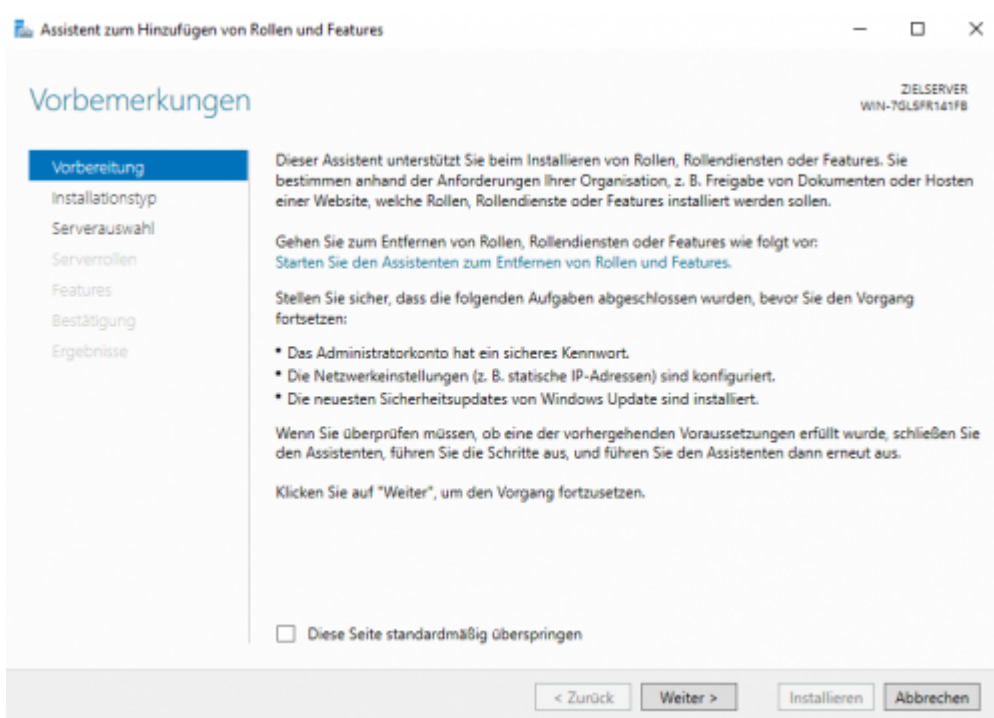 Assistent zum Hinzufügen von Rollen und Features
Vorbemerkungen
ZIELSERVER
WIN-7GLSFR141FB
Vorbereitung
Installationstyp
Serverauswahl
Serverrollen
Features
Bestätigung
Ergebnisse
Dieser Assistent unterstützt Sie beim Installieren von Rollen, Rollendiensten oder Features. Sie
bestimmen anhand der Anforderungen Ihrer Organisation, z. B. Freigabe von Dokumenten oder Hosten
einer Website, welche Rollen, Rollendienste oder Features installiert werden sollen.
Gehen Sie zum Entfernen von Rollen, Rollendiensten oder Features wie folgt vor:
Starten Sie den Assistenten zum Entfernen von Rollen und Features.
Stellen Sie sicher, dass die folgenden Aufgaben abgeschlossen wurden, bevor Sie den Vorgang
fortsetzen:
• Das Administratorkonto hat ein sicheres Kennwort.
• Die Netzwerkeinstellungen (z. B. statische IP-Adressen) sind konfiguriert.
• Die neuesten Sicherheitsupdates von Windows Update sind installiert.
Wenn Sie überprüfen müssen, ob eine der vorhergehenden Voraussetzungen erfüllt wurde, schließen Sie
den Assistenten, führen Sie die Schritte aus, und führen Sie den Assistenten dann erneut aus.
Klicken Sie auf "Weiter", um den Vorgang fortzusetzen.
Diese Seite standardmäßig überspringen
< Zurück Weiter > Installieren Abbrechen